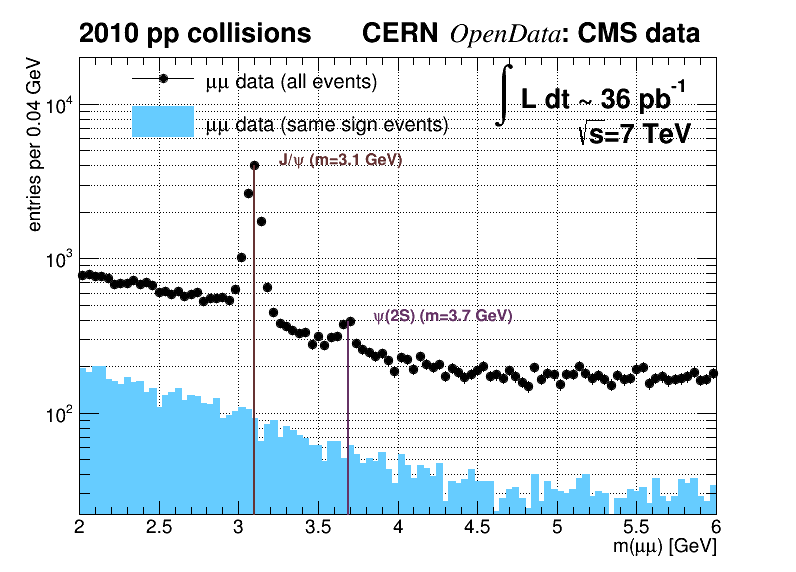 2010 pp collisions CERN OpenData: CMS data
entries per 0.04 GeV
μμ data (all events)
μμ data (same sign events)
∫ L dt ~ 36 pb⁻¹
√s=7 TeV
J/ψ (m=3.1 GeV)
ψ(2S) (m=3.7 GeV)
10⁴
10³
10²
2 2.5 3 3.5 4 4.5 5 5.5 6
m(μμ) [GeV]